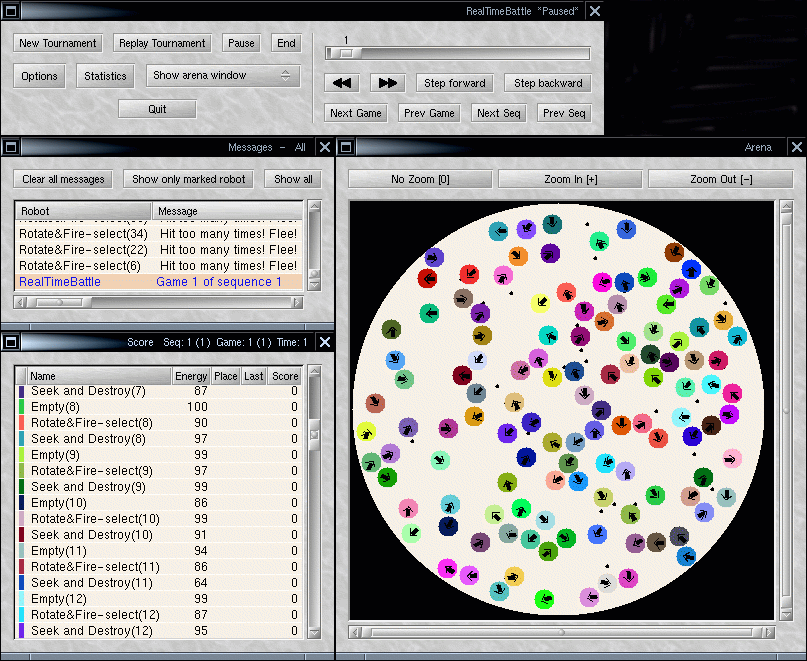 RealTimeBattle *Paused*
New Tournament Replay Tournament Pause End
1
Options Statistics Show arena window
Step forward Step backward
Quit
Next Game Prev Game Next Seq Prev Seq
Messages - All
Clear all messages Show only marked robot Show all
Robot Message
Rotate&Fire-select(34) Hit too many times! Flee!
Rotate&Fire-select(22) Hit too many times! Flee!
Rotate&Fire-select(6) Hit too many times! Flee!
RealTimeBattle Game 1 of sequence 1
Score Seq: 1 (1) Game: 1 (1) Time: 1
Name Energy Place Last Score
Seek and Destroy(7) 87 0
Empty(8) 100 0
Rotate&Fire-select(8) 90 0
Seek and Destroy(8) 97 0
Empty(9) 99 0
Rotate&Fire-select(9) 97 0
Seek and Destroy(9) 99 0
Empty(10) 86 0
Rotate&Fire-select(10) 99 0
Seek and Destroy(10) 91 0
Empty(11) 94 0
Rotate&Fire-select(11) 86 0
Seek and Destroy(11) 64 0
Empty(12) 99 0
Rotate&Fire-select(12) 87 0
Seek and Destroy(12) 95 0
Arena
No Zoom [0] Zoom In [+] Zoom Out [-]